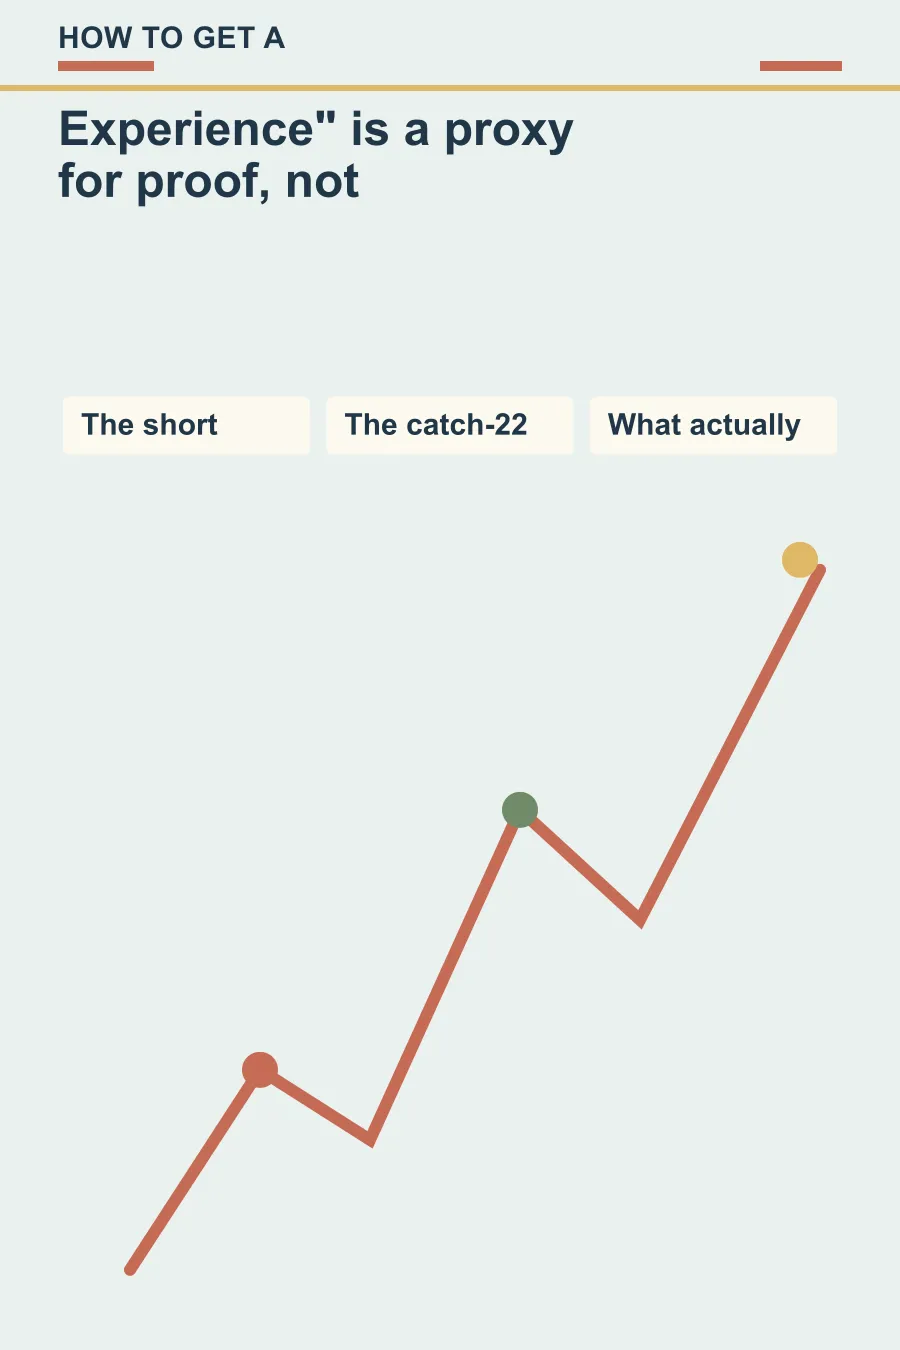 HOW TO GET A
Experience" is a proxy
for proof, not
The short
The catch-22
What actually